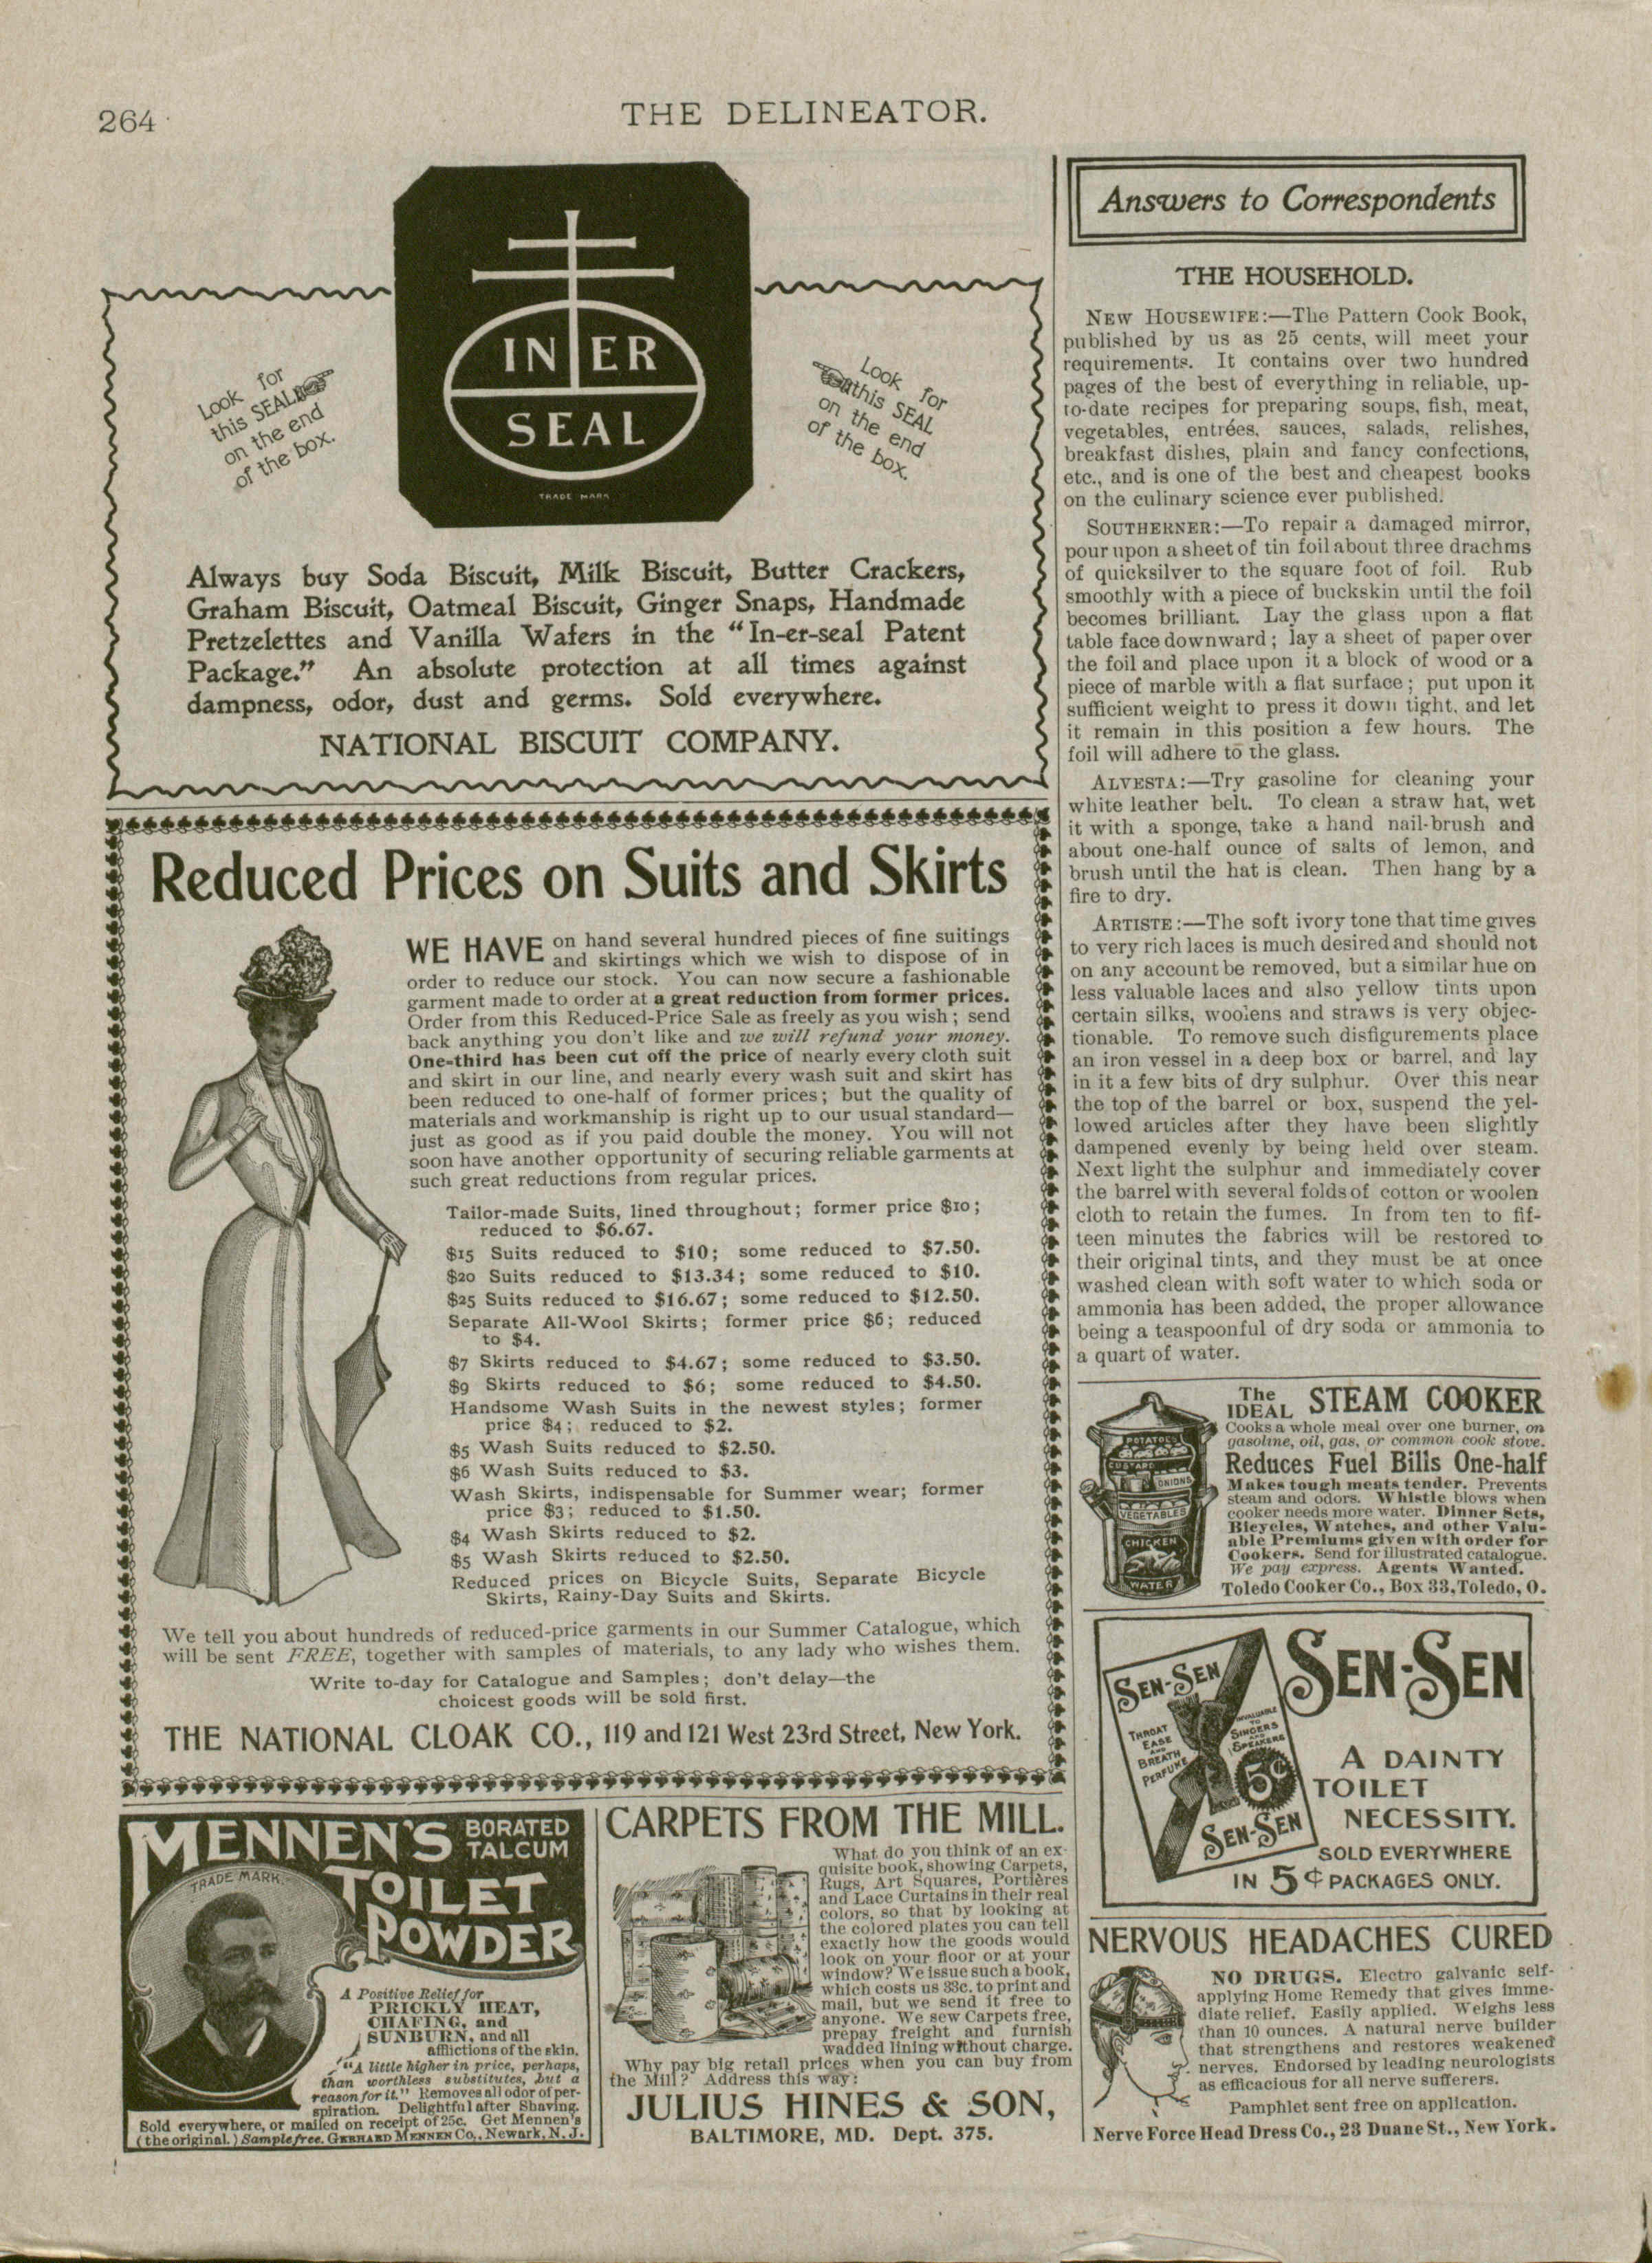 264
THE DELINEATOR.
IN ER
SEAL
TRADE MARK
Look for
this SEAL
on the end
of the box.
Look for
this SEAL
on the end
of the box.
Always buy Soda Biscuit, Milk Biscuit, Butter Crackers,
Graham Biscuit, Oatmeal Biscuit, Ginger Snaps, Handmade
Pretzelettes and Vanilla Wafers in the “In-er-seal Patent
Package.” An absolute protection at all times against
dampness, odor, dust and germs. Sold everywhere.
NATIONAL BISCUIT COMPANY.
Reduced Prices on Suits and Skirts
WE HAVE on hand several hundred pieces of fine suitings
and skirtings which we wish to dispose of in
order to reduce our stock. You can now secure a fashionable
garment made to order at a great reduction from former prices.
Order from this Reduced-Price Sale as freely as you wish; send
back anything you don't like and we will refund your money.
One-third has been cut off the price of nearly every cloth suit
and skirt in our line, and nearly every wash suit and skirt has
been reduced to one-half of former prices; but the quality of
materials and workmanship is right up to our usual standard—
just as good as if you paid double the money. You will not
soon have another opportunity of securing reliable garments at
such great reductions from regular prices.
Tailor-made Suits, lined throughout; former price $10;
reduced to $6.67.
$15 Suits reduced to $10; some reduced to $7.50.
$20 Suits reduced to $13.34; some reduced to $10.
$25 Suits reduced to $16.67; some reduced to $12.50.
Separate All-Wool Skirts; former price $6; reduced
to $4.
$7 Skirts reduced to $4.67; some reduced to $3.50.
$9 Skirts reduced to $6; some reduced to $4.50.
Handsome Wash Suits in the newest styles; former
price $4; reduced to $2.
$5 Wash Suits reduced to $2.50.
$6 Wash Suits reduced to $3.
Wash Skirts, indispensable for Summer wear; former
price $3; reduced to $1.50.
$4 Wash Skirts reduced to $2.
$5 Wash Skirts reduced to $2.50.
Reduced prices on Bicycle Suits, Separate Bicycle
Skirts, Rainy-Day Suits and Skirts.
We tell you about hundreds of reduced-price garments in our Summer Catalogue, which
will be sent FREE, together with samples of materials, to any lady who wishes them.
Write to-day for Catalogue and Samples; don't delay—the
choicest goods will be sold first.
THE NATIONAL CLOAK CO., 119 and 121 West 23rd Street, New York.
MENNEN'S BORATED
TALCUM
TOILET
POWDER
TRADE MARK.
A Positive Relief for
PRICKLY HEAT,
CHAFING, and
SUNBURN, and all
afflictions of the skin.
“A little higher in price, perhaps,
than worthless substitutes, but a
reason for it.” Removes all odor of per-
spiration. Delightful after Shaving.
Sold everywhere, or mailed on receipt of 25c. Get Mennen's
(the original.) Sample free. GERHARD MENNEN CO., Newark, N. J.
CARPETS FROM THE MILL.
What do you think of an ex-
quisite book, showing Carpets,
Rugs, Art Squares, Portières
and Lace Curtains in their real
colors, so that by looking at
the colored plates you can tell
exactly how the goods would
look on your floor or at your
window? We issue such a book,
which costs us 33c. to print and
mail, but we send it free to
anyone. We sew Carpets free,
prepay freight and furnish
wadded lining without charge.
Why pay big retail prices when you can buy from
the Mill? Address this way:
JULIUS HINES & SON,
BALTIMORE, MD. Dept. 375.
Answers to Correspondents
THE HOUSEHOLD.
NEW HOUSEWIFE:—The Pattern Cook Book,
published by us as 25 cents, will meet your
requirements. It contains over two hundred
pages of the best of everything in reliable, up-
to-date recipes for preparing soups, fish, meat,
vegetables, entrées, sauces, salads, relishes,
breakfast dishes, plain and fancy confections,
etc., and is one of the best and cheapest books
on the culinary science ever published.
SOUTHERNER:—To repair a damaged mirror,
pour upon a sheet of tin foil about three drachms
of quicksilver to the square foot of foil. Rub
smoothly with a piece of buckskin until the foil
becomes brilliant. Lay the glass upon a flat
table face downward; lay a sheet of paper over
the foil and place upon it a block of wood or a
piece of marble with a flat surface; put upon it
sufficient weight to press it down tight, and let
it remain in this position a few hours. The
foil will adhere to the glass.
ALVESTA:—Try gasoline for cleaning your
white leather belt. To clean a straw hat, wet
it with a sponge, take a hand nail-brush and
about one-half ounce of salts of lemon, and
brush until the hat is clean. Then hang by a
fire to dry.
ARTISTE:—The soft ivory tone that time gives
to very rich laces is much desired and should not
on any account be removed, but a similar hue on
less valuable laces and also yellow tints upon
certain silks, woolens and straws is very objec-
tionable. To remove such disfigurements place
an iron vessel in a deep box or barrel, and lay
in it a few bits of dry sulphur. Over this near
the top of the barrel or box, suspend the yel-
lowed articles after they have been slightly
dampened evenly by being held over steam.
Next light the sulphur and immediately cover
the barrel with several folds of cotton or woolen
cloth to retain the fumes. In from ten to fif-
teen minutes the fabrics will be restored to
their original tints, and they must be at once
washed clean with soft water to which soda or
ammonia has been added, the proper allowance
being a teaspoonful of dry soda or ammonia to
a quart of water.
POTATOES
CUSTARD
ONIONS
VEGETABLES
CHICKEN
WATER
The
IDEAL STEAM COOKER
Cooks a whole meal over one burner, on
gasoline, oil, gas, or common cook stove.
Reduces Fuel Bills One-half
Makes tough meats tender. Prevents
steam and odors. Whistle blows when
cooker needs more water. Dinner Sets,
Bicycles, Watches, and other Valu-
able Premiums given with order for
Cookers. Send for illustrated catalogue.
We pay express. Agents Wanted.
Toledo Cooker Co., Box 33, Toledo, O.
SEN-SEN
THROAT
EASE
AND
BREATH
PERFUME
INVALUABLE
TO
SINGERS
AND
SPEAKERS
5¢
SEN-SEN
SEN-SEN
A DAINTY
TOILET
NECESSITY.
SOLD EVERYWHERE
IN 5¢ PACKAGES ONLY.
NERVOUS HEADACHES CURED
NO DRUGS. Electro galvanic self-
applying Home Remedy that gives imme-
diate relief. Easily applied. Weighs less
than 10 ounces. A natural nerve builder
that strengthens and restores weakened
nerves. Endorsed by leading neurologists
as efficacious for all nerve sufferers.
Pamphlet sent free on application.
Nerve Force Head Dress Co., 23 Duane St., New York.